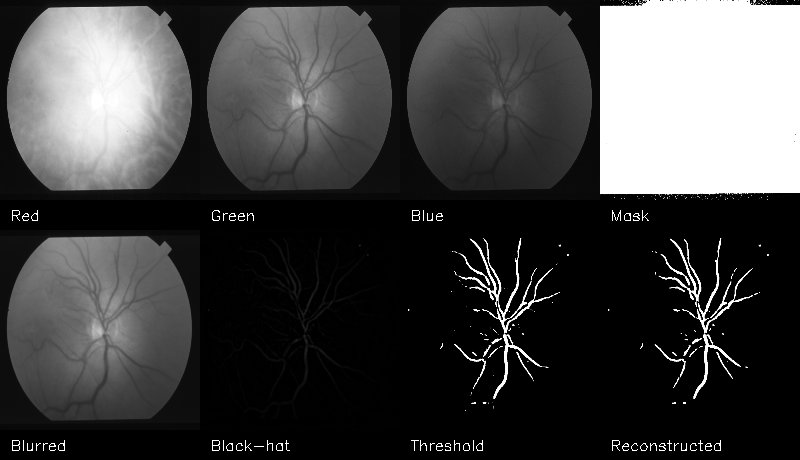 Red
Green
Blue
Mask
Blurred
Black-hat
Threshold
Reconstructed